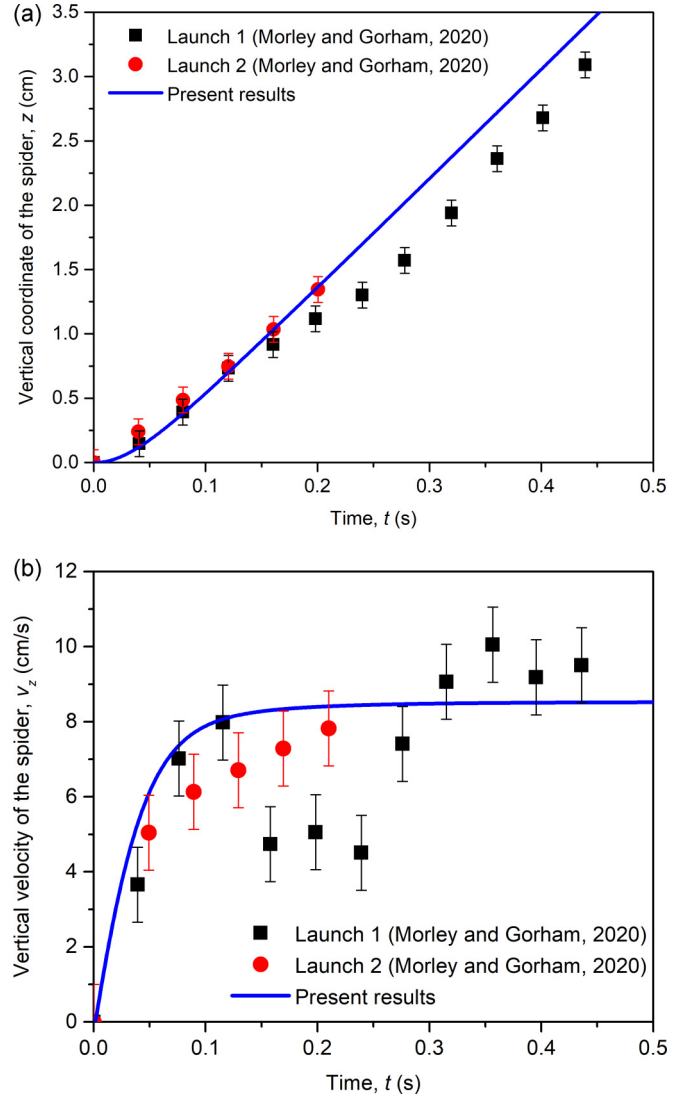 (a)
Launch 1 (Morley and Gorham, 2020)
Launch 2 (Morley and Gorham, 2020)
Present results
Vertical coordinate of the spider, z (cm)
3.5
3.0
2.5
2.0
1.5
1.0
0.5
0.0
0.0 0.1 0.2 0.3 0.4 0.5
Time, t (s)
(b)
Vertical velocity of the spider, v_z (cm/s)
12
10
8
6
4
2
0
Launch 1 (Morley and Gorham, 2020)
Launch 2 (Morley and Gorham, 2020)
Present results
0.0 0.1 0.2 0.3 0.4 0.5
Time, t (s)